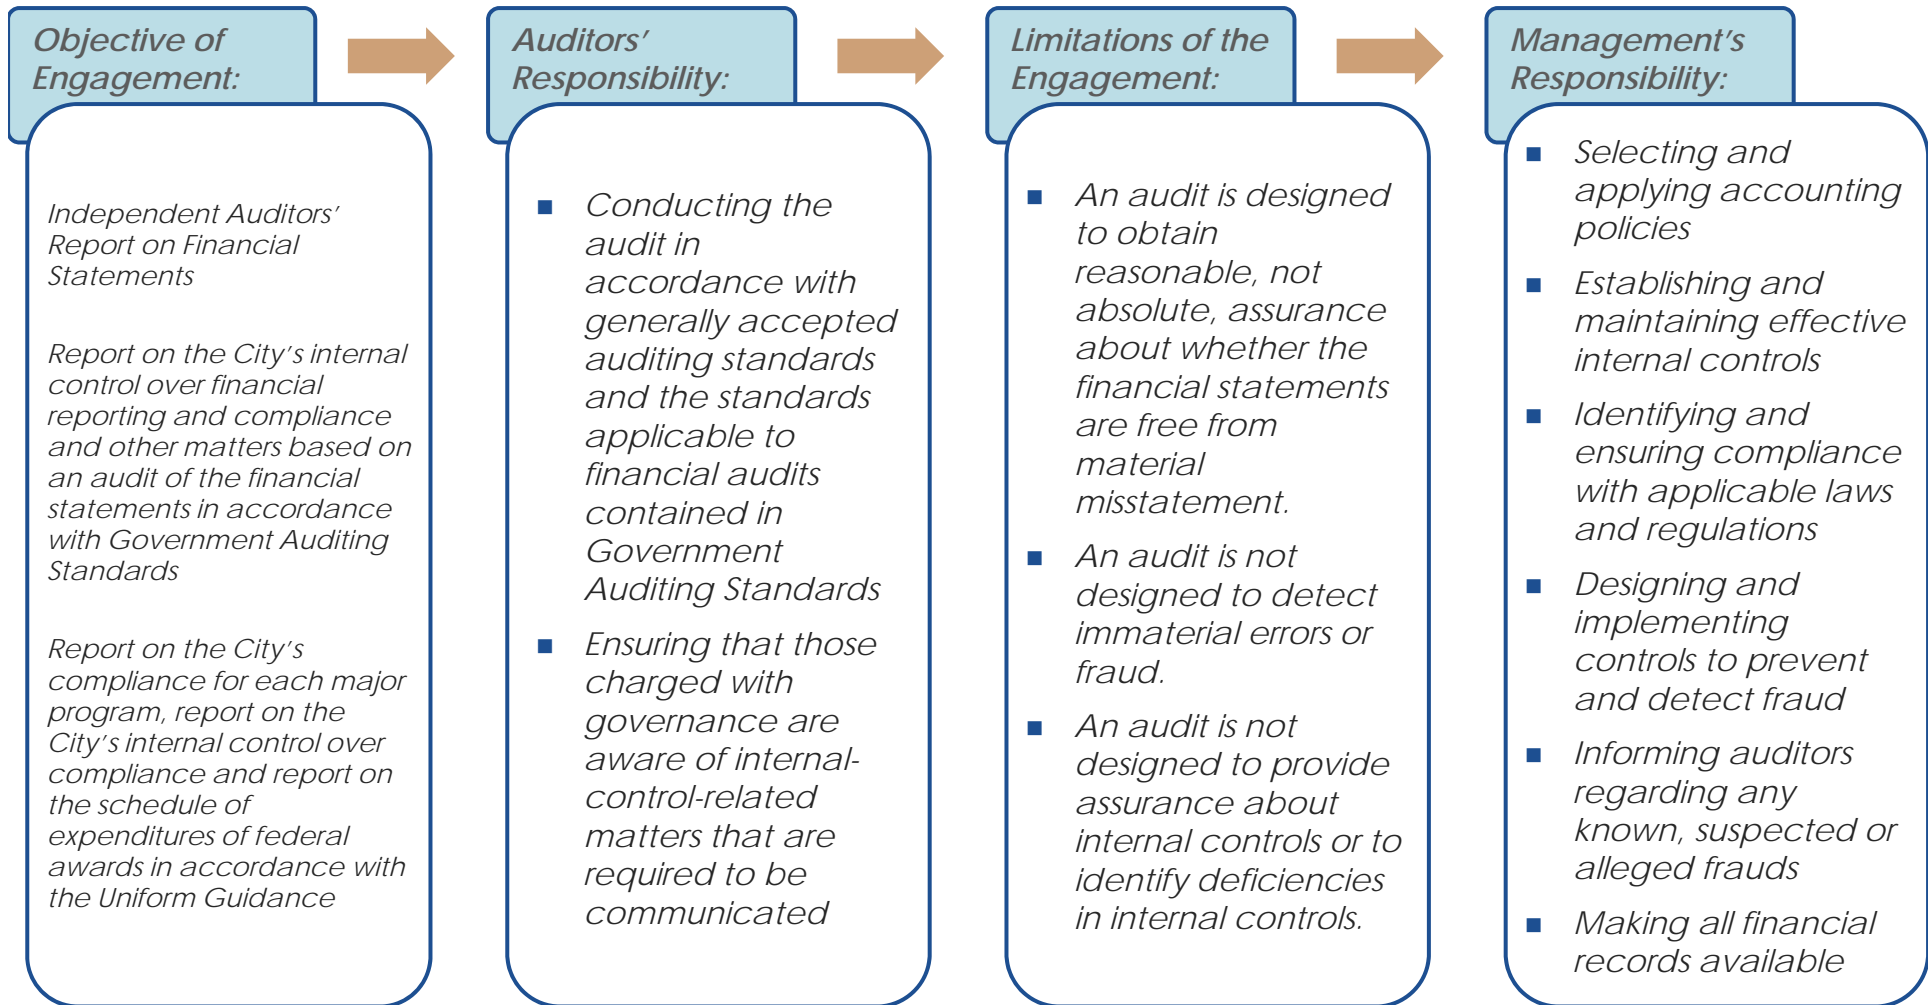 Objective of
Engagement:
Independent Auditors’
Report on Financial
Statements
Report on the City’s internal
control over financial
reporting and compliance
and other matters based on
an audit of the financial
statements in accordance
with Government Auditing
Standards
Report on the City’s
compliance for each major
program, report on the
City’s internal control over
compliance and report on
the schedule of
expenditures of federal
awards in accordance with
the Uniform Guidance
Auditors’
Responsibility:
■ Conducting the
audit in
accordance with
generally accepted
auditing standards
and the standards
applicable to
financial audits
contained in
Government
Auditing Standards
■ Ensuring that those
charged with
governance are
aware of internal-
control-related
matters that are
required to be
communicated
Limitations of the
Engagement:
■ An audit is designed
to obtain
reasonable, not
absolute, assurance
about whether the
financial statements
are free from
material
misstatement.
■ An audit is not
designed to detect
immaterial errors or
fraud.
■ An audit is not
designed to provide
assurance about
internal controls or to
identify deficiencies
in internal controls.
Management’s
Responsibility:
■ Selecting and
applying accounting
policies
■ Establishing and
maintaining effective
internal controls
■ Identifying and
ensuring compliance
with applicable laws
and regulations
■ Designing and
implementing
controls to prevent
and detect fraud
■ Informing auditors
regarding any
known, suspected or
alleged frauds
■ Making all financial
records available